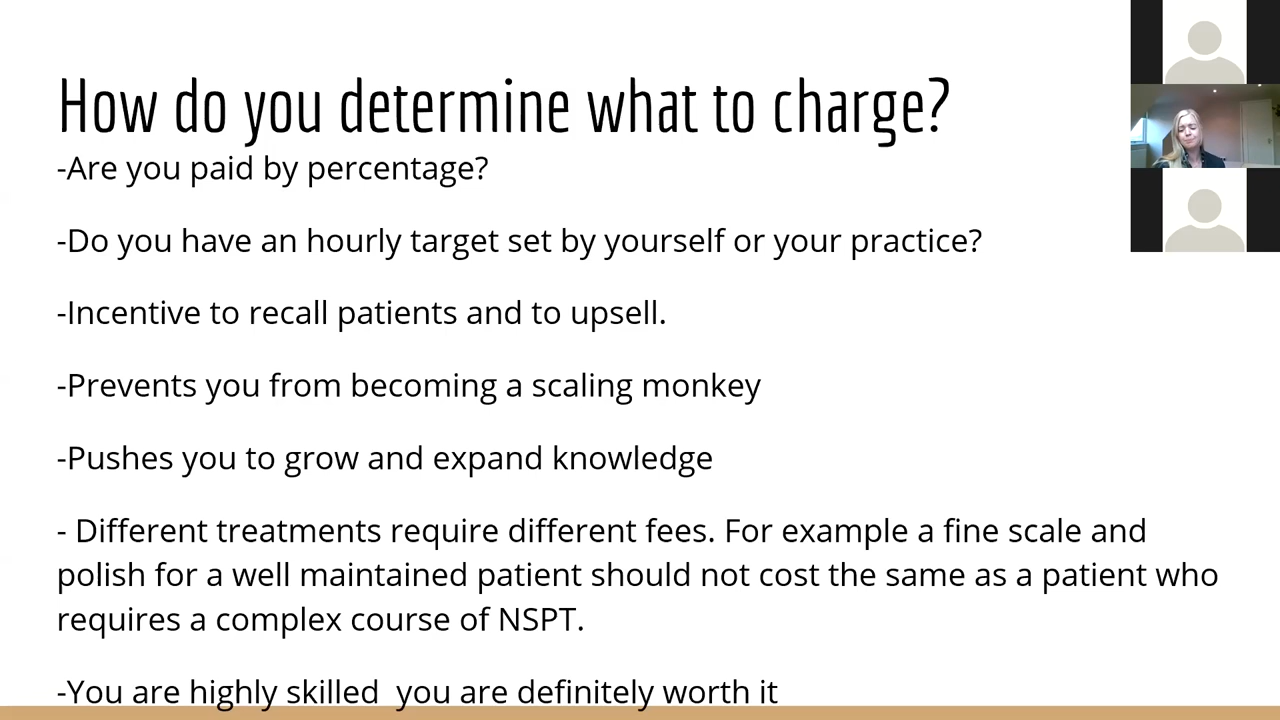 How do you determine what to charge?
-Are you paid by percentage?
-Do you have an hourly target set by yourself or your practice?
-Incentive to recall patients and to upsell.
-Prevents you from becoming a scaling monkey
-Pushes you to grow and expand knowledge
- Different treatments require different fees. For example a fine scale and
polish for a well maintained patient should not cost the same as a patient who
requires a complex course of NSPT.
-You are highly skilled  you are definitely worth it